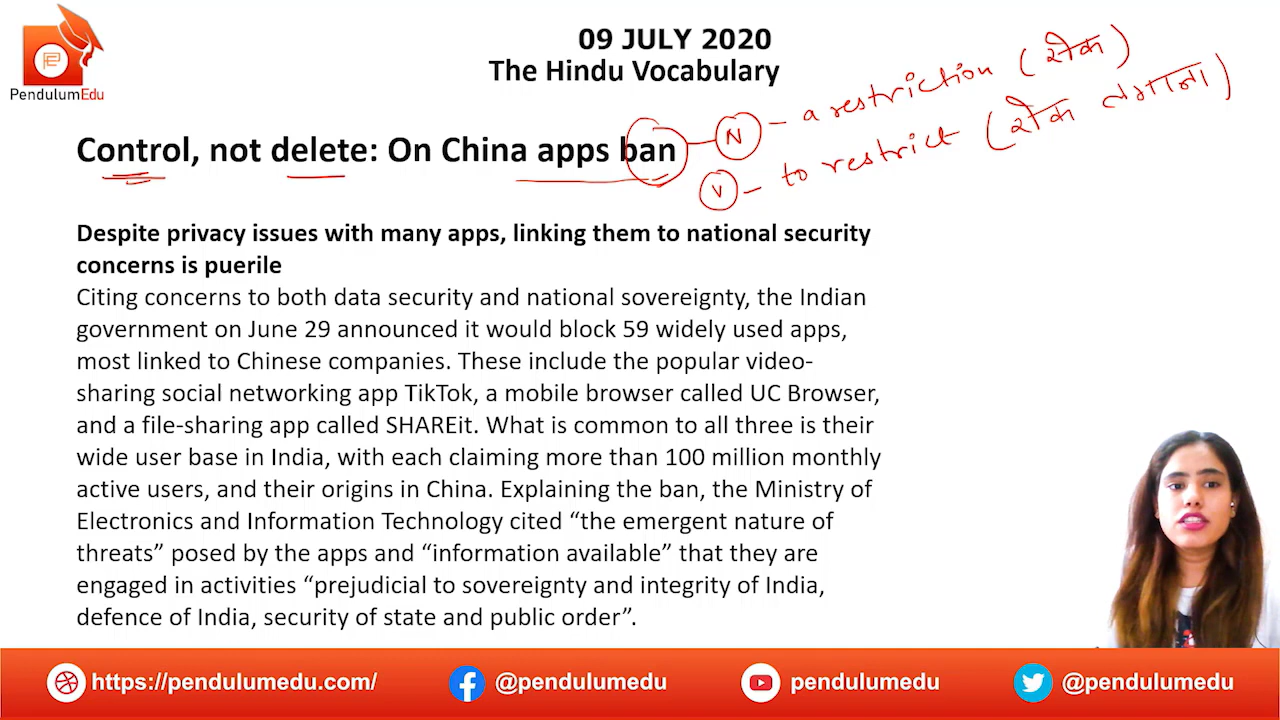 PendulumEdu
09 JULY 2020
The Hindu Vocabulary
Control, not delete: On China apps ban
N - a restriction (रोक)
V - to restrict (रोक लगाना)
Despite privacy issues with many apps, linking them to national security
concerns is puerile
Citing concerns to both data security and national sovereignty, the Indian
government on June 29 announced it would block 59 widely used apps,
most linked to Chinese companies. These include the popular video-
sharing social networking app TikTok, a mobile browser called UC Browser,
and a file-sharing app called SHAREit. What is common to all three is their
wide user base in India, with each claiming more than 100 million monthly
active users, and their origins in China. Explaining the ban, the Ministry of
Electronics and Information Technology cited “the emergent nature of
threats” posed by the apps and “information available” that they are
engaged in activities “prejudicial to sovereignty and integrity of India,
defence of India, security of state and public order”.
https://pendulumedu.com/ @pendulumedu pendulumedu @pendulumedu